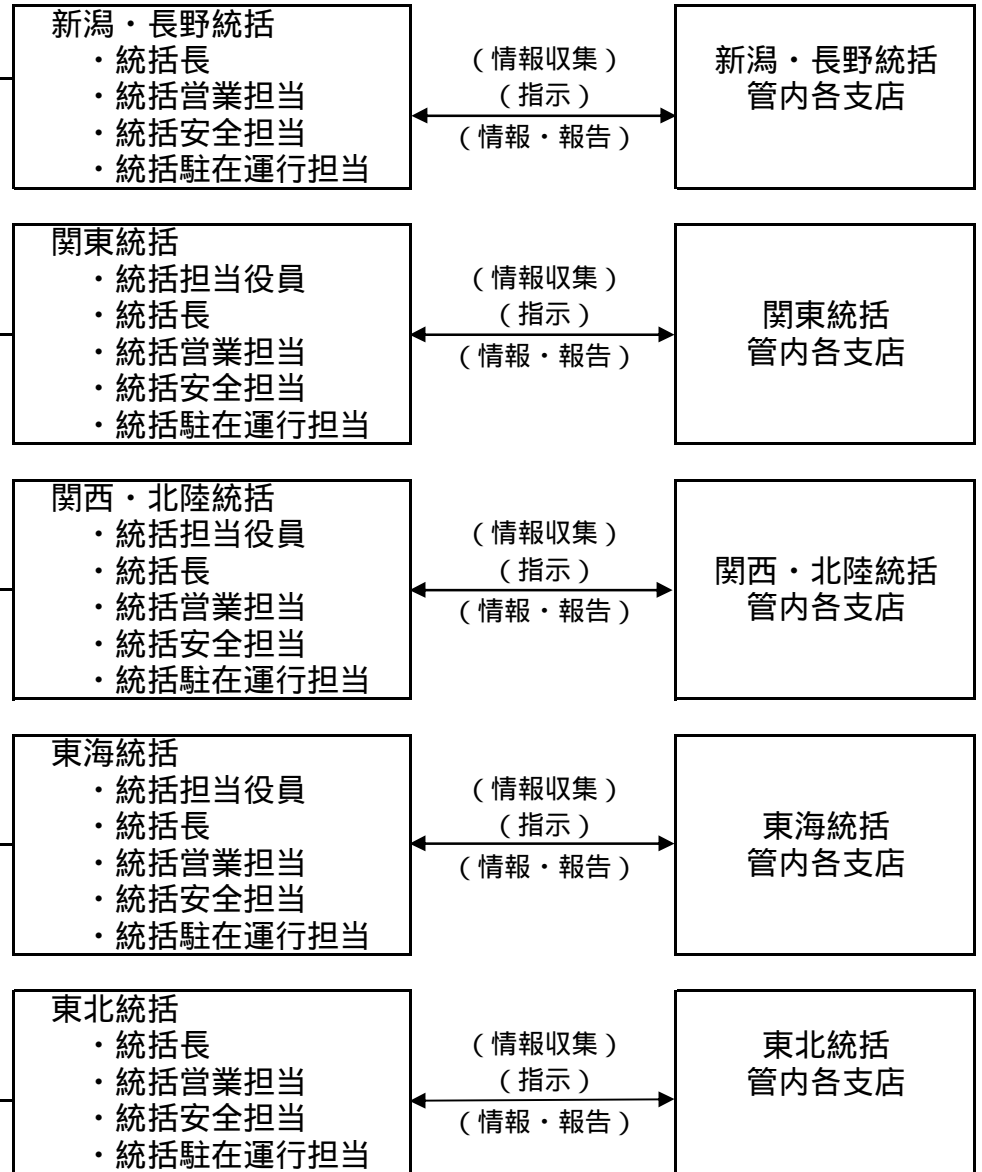 新潟・長野統括
・統括長
・統括営業担当
・統括安全担当
・統括駐在運行担当
（情報収集）
（指示）
（情報・報告）
新潟・長野統括
管内各支店
関東統括
・統括担当役員
・統括長
・統括営業担当
・統括安全担当
・統括駐在運行担当
（情報収集）
（指示）
（情報・報告）
関東統括
管内各支店
関西・北陸統括
・統括担当役員
・統括長
・統括営業担当
・統括安全担当
・統括駐在運行担当
（情報収集）
（指示）
（情報・報告）
関西・北陸統括
管内各支店
東海統括
・統括担当役員
・統括長
・統括営業担当
・統括安全担当
・統括駐在運行担当
（情報収集）
（指示）
（情報・報告）
東海統括
管内各支店
東北統括
・統括長
・統括営業担当
・統括安全担当
・統括駐在運行担当
（情報収集）
（指示）
（情報・報告）
東北統括
管内各支店